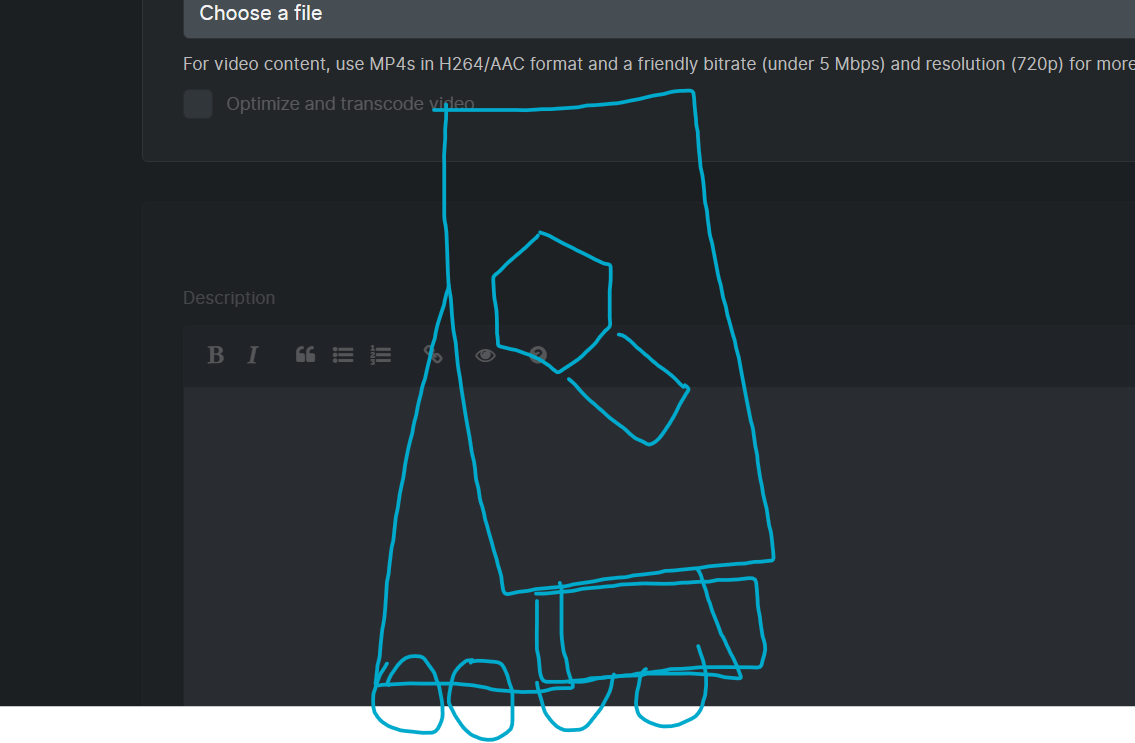 Choose a file
For video content, use MP4s in H264/AAC format and a friendly bitrate (under 5 Mbps) and resolution (720p) for more
Optimize and transcode video
Description
B I